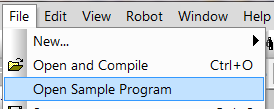 File Edit View Robot Window Help
New...
Open and Compile Ctrl+O
Open Sample Program